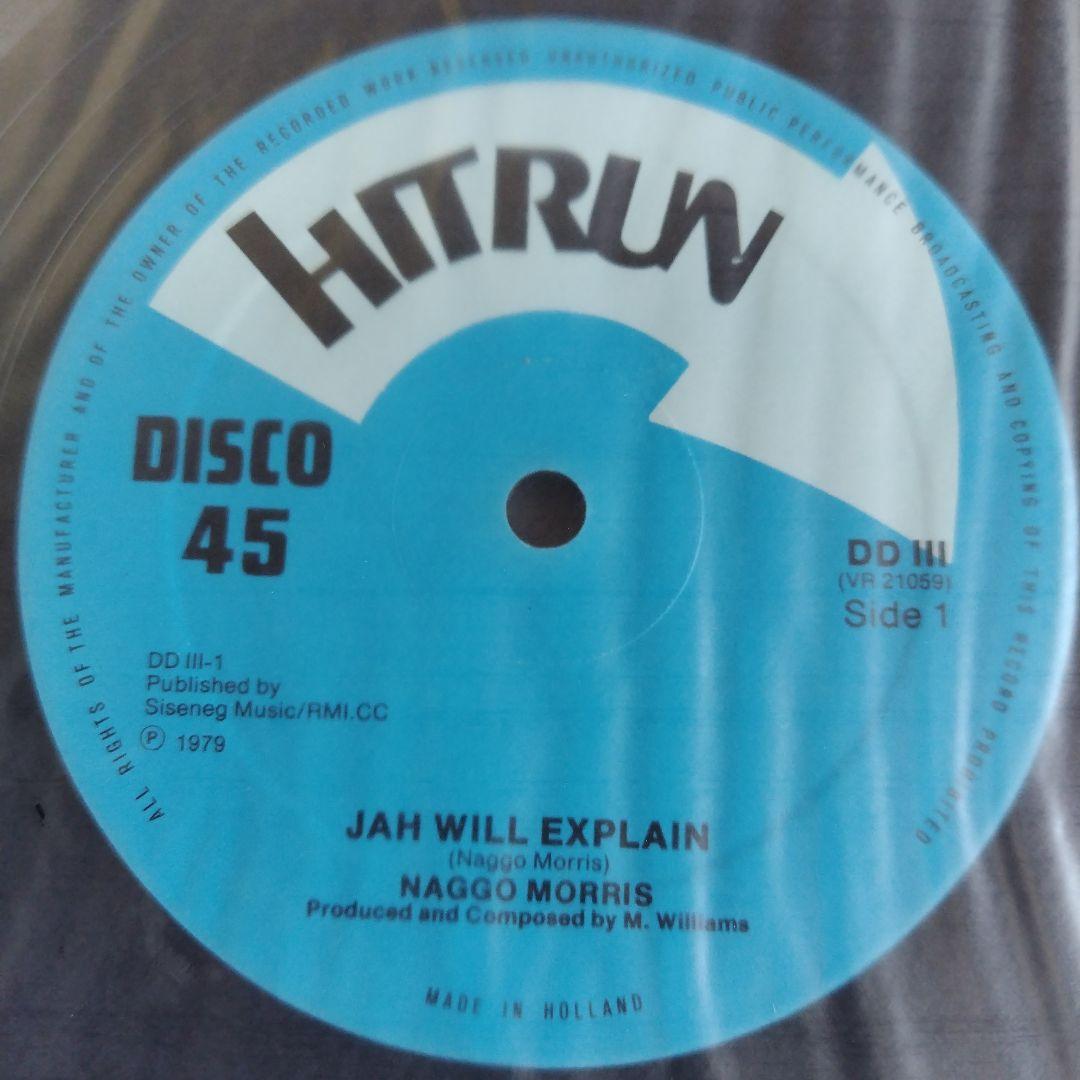 ALL RIGHTS OF THE MANUFACTURER AND OF THE OWNER OF THE RECORDED WORK RESERVED UNAUTHORIZED PUBLIC PERFORMANCE BROADCASTING AND COPYING OF THIS RECORD PROHIBITED
HITRUN
DISCO
45
DD III
(VR 21059)
Side 1
DD III-1
Published by
Siseneg Music/RMI.CC
Ⓟ 1979
JAH WILL EXPLAIN
(Naggo Morris)
NAGGO MORRIS
Produced and Composed by M. Williams
MADE IN HOLLAND